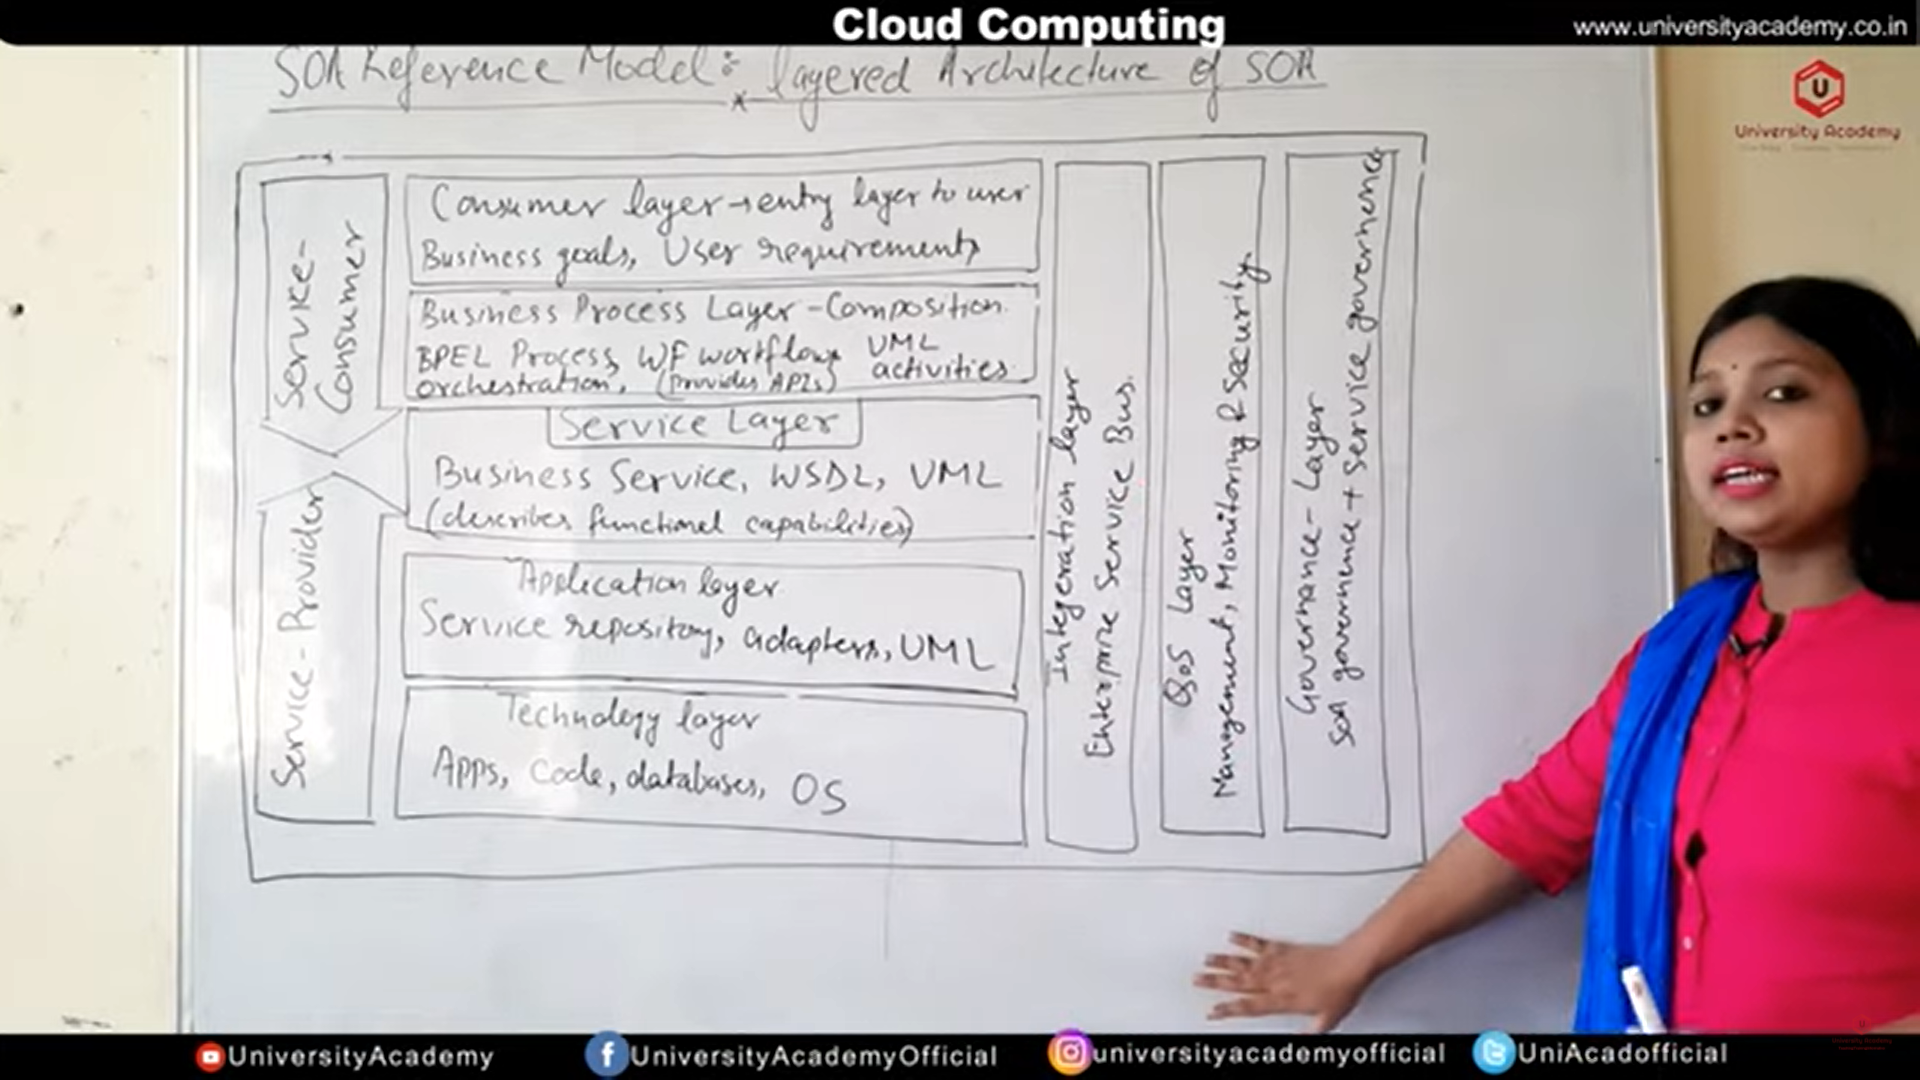 Cloud Computing
www.universityacademy.co.in
SOA Reference Model: layered Architecture of SOA
U
University Academy
Service-
Consumer
Consumer layer → entry layer to user
Business goals, User requirements
Business Process Layer - Composition
BPEL Process, WF workflows UML
orchestration, (provides APIs) activities
Service Layer
Business Service, WSDL, UML
(describes functional capabilities)
Service-Provider
Application layer
Service repository, adapters, UML
Technology layer
Apps, Code, databases, OS
Integeration layer
Enterprise Service Bus.
QoS Layer
Management, Monitoring & Security.
Governance-Layer
SOA governence + Service governence
UniversityAcademy
UniversityAcademyOfficial
universityacademyofficial
UniAcadofficial